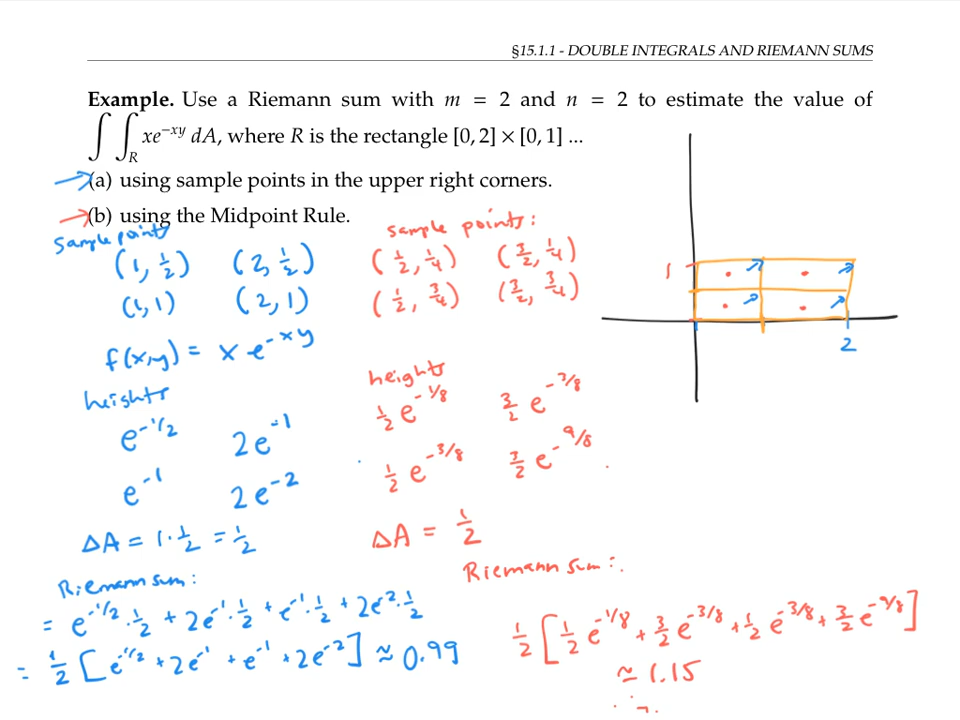 §15.1.1 - DOUBLE INTEGRALS AND RIEMANN SUMS
Example. Use a Riemann sum with m = 2 and n = 2 to estimate the value of
∫∫_R xe^{−xy} dA, where R is the rectangle [0, 2] × [0, 1] ...
(a) using sample points in the upper right corners.
(b) using the Midpoint Rule.
sample points
(1, 1/2) (2, 1/2)
(1, 1) (2, 1)
f(x,y) = x e^{-xy}
heights
e^{-1/2} 2e^{-1}
e^{-1} 2e^{-2}
ΔA = 1·1/2 = 1/2
Riemann sum:
= e^{-1/2}·1/2 + 2e^{-1}·1/2 + e^{-1}·1/2 + 2e^{-2}·1/2
= 1/2 [e^{-1/2} + 2e^{-1} + e^{-1} + 2e^{-2}] ≈ 0.99
sample points:
(1/2, 1/4) (3/2, 1/4)
(1/2, 3/4) (3/2, 3/4)
heights
1/2 e^{-1/8} 3/2 e^{-3/8}
1/2 e^{-3/8} 3/2 e^{-9/8}
ΔA = 1/2
Riemann sum:
1/2 [1/2 e^{-1/8} + 3/2 e^{-3/8} + 1/2 e^{-3/8} + 3/2 e^{-9/8}]
≈ 1.15
1
2